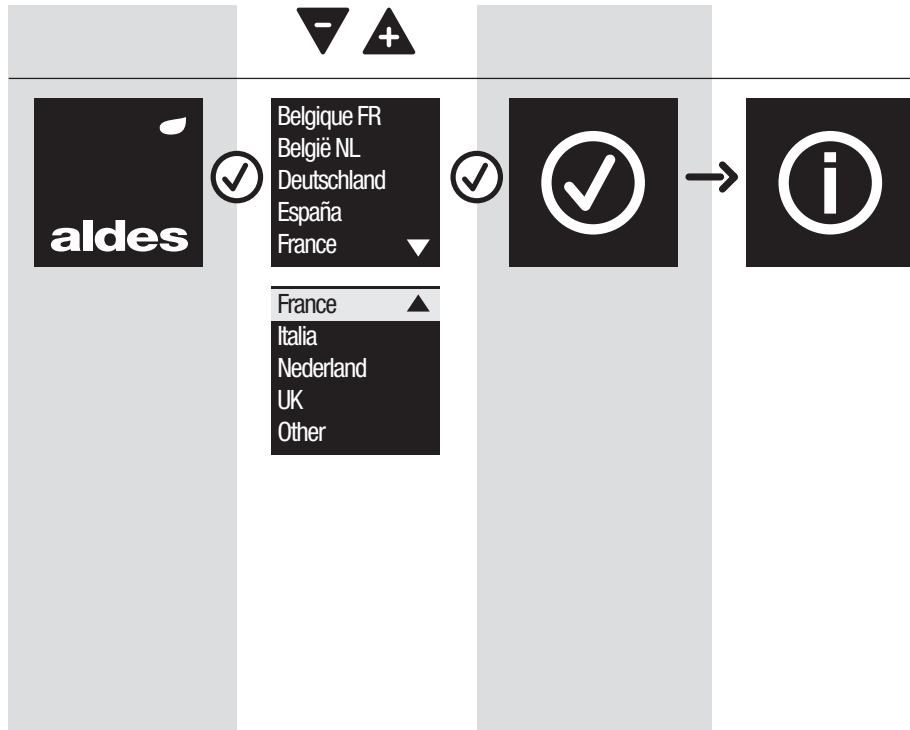 aldes
Belgique FR
België NL
Deutschland
España
France
France
Italia
Nederland
UK
Other
i